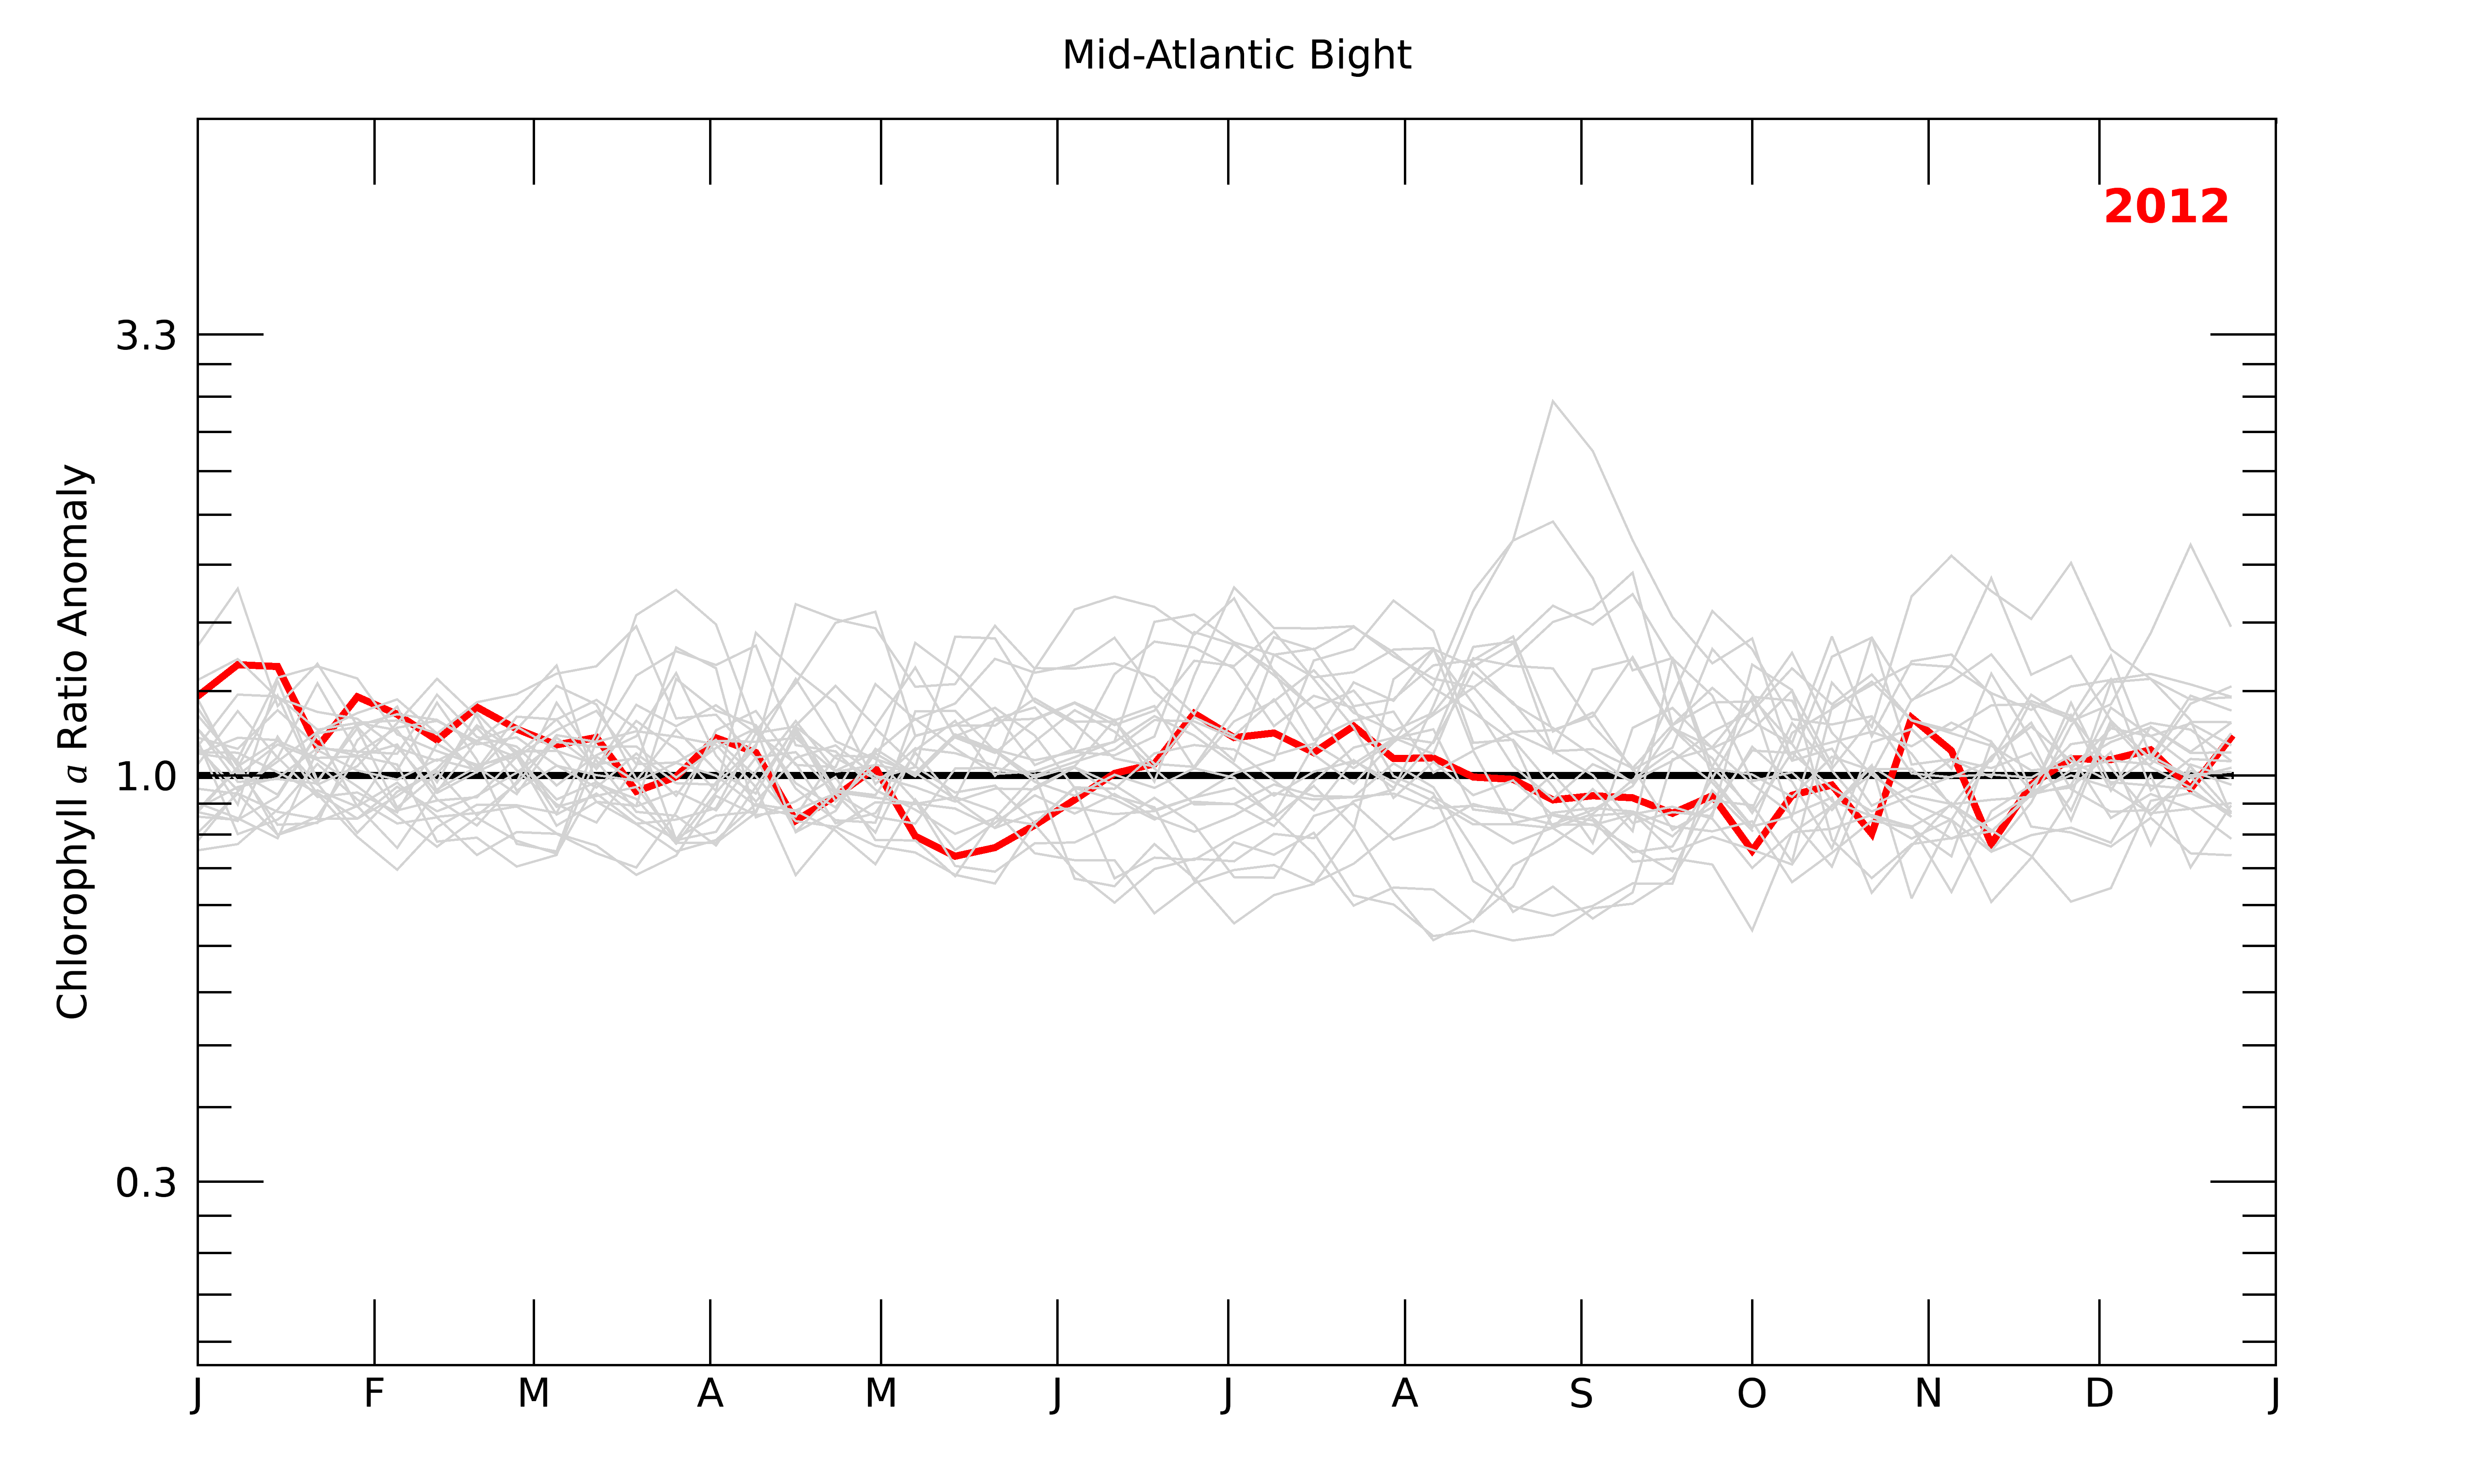 Mid-Atlantic Bight
2012
Chlorophyll a Ratio Anomaly
3.3
1.0
0.3
J F M A M J J A S O N D J